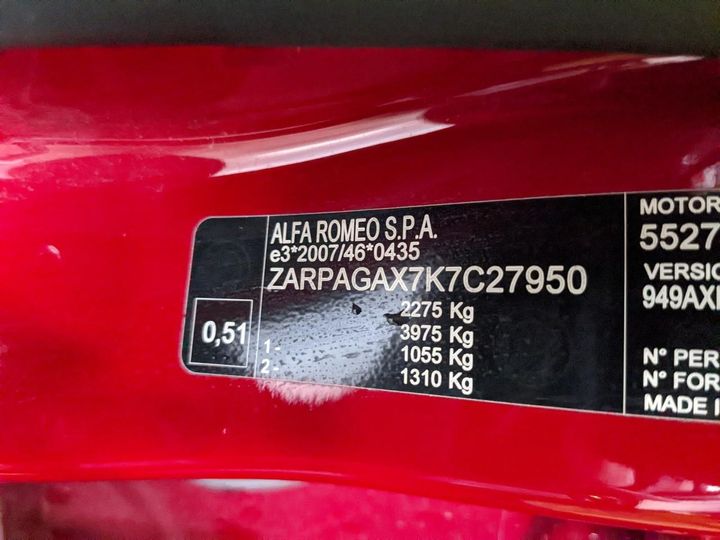 ALFA ROMEO S.P.A.
e3*2007/46*0435
ZARPAGAX7K7C27950
2275 Kg
3975 Kg
1 - 1055 Kg
2 - 1310 Kg
0,51
MOTOR
5527
VERSIO
949AX
N° PER
N° FOR
MADE I